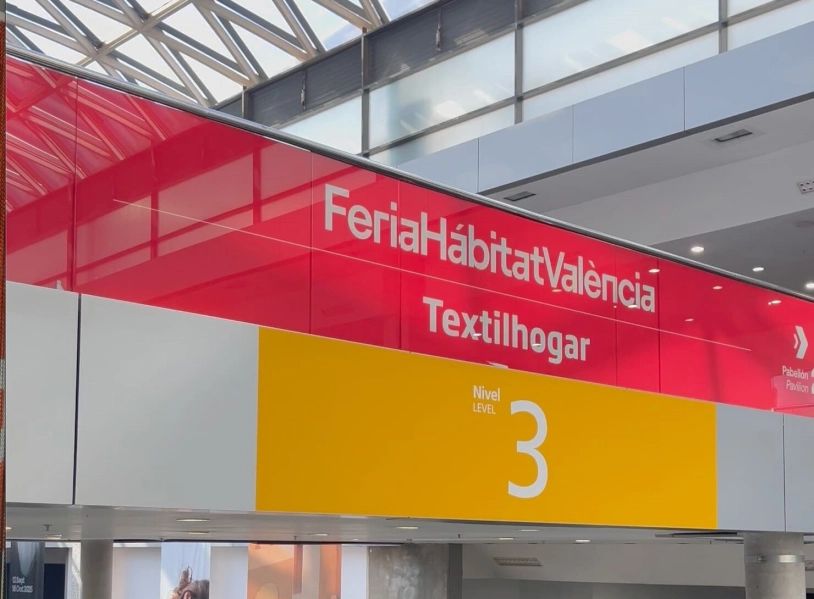 FeriaHábitatValència
Textilhogar
Nivel
LEVEL
3
Pabellón
Pavilion